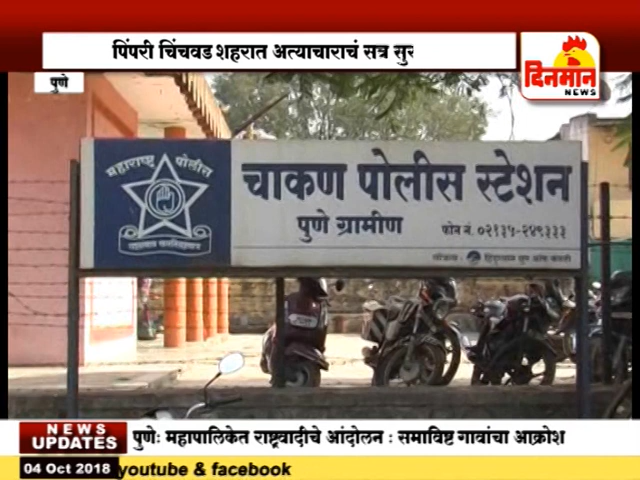 पिंपरी चिंचवड शहरात अत्याचाराचं सत्र सुर
दिनमान
NEWS
पुणे
महाराष्ट्र पोलीस
चाकण पोलीस स्टेशन
पुणे ग्रामीण
फोन नं. ०२१३५-२४९३३३
NEWS
UPDATES
पुणेः महापालिकेत राष्ट्रवादीचे आंदोलन : समाविष्ट गावांचा आक्रोश
04 Oct 2018
youtube & facebook